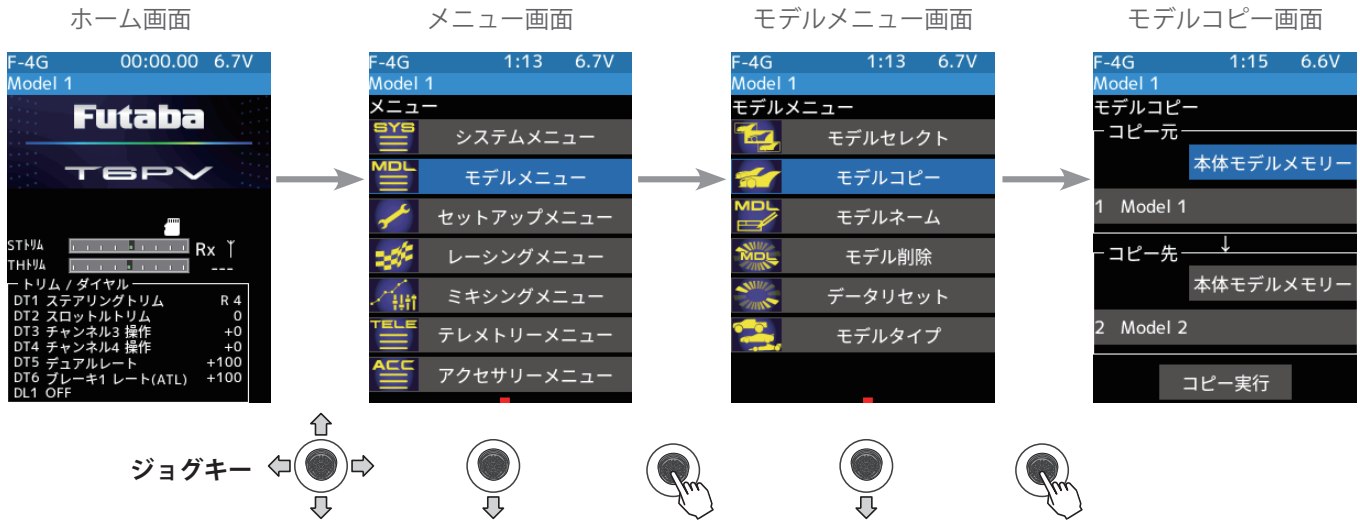 ホーム画面
メニュー画面
モデルメニュー画面
モデルコピー画面
F-4G 00:00.00 6.7V
Model 1
Futaba
T6PV
STﾄﾘﾑ Rx
THﾄﾘﾑ ---
トリム / ダイヤル
DT1 ステアリングトリム R 4
DT2 スロットルトリム 0
DT3 チャンネル3 操作 +0
DT4 チャンネル4 操作 +0
DT5 デュアルレート +100
DT6 ブレーキ1 レート(ATL) +100
DL1 OFF
F-4G 1:13 6.7V
Model 1
メニュー
SYS システムメニュー
MDL モデルメニュー
セットアップメニュー
レーシングメニュー
ミキシングメニュー
TELE テレメトリーメニュー
ACC アクセサリーメニュー
F-4G 1:13 6.7V
Model 1
モデルメニュー
モデルセレクト
モデルコピー
MDL モデルネーム
MDL モデル削除
データリセット
モデルタイプ
F-4G 1:15 6.6V
Model 1
モデルコピー
コピー元
本体モデルメモリー
1 Model 1
↓
コピー先
本体モデルメモリー
2 Model 2
コピー実行
ジョグキー